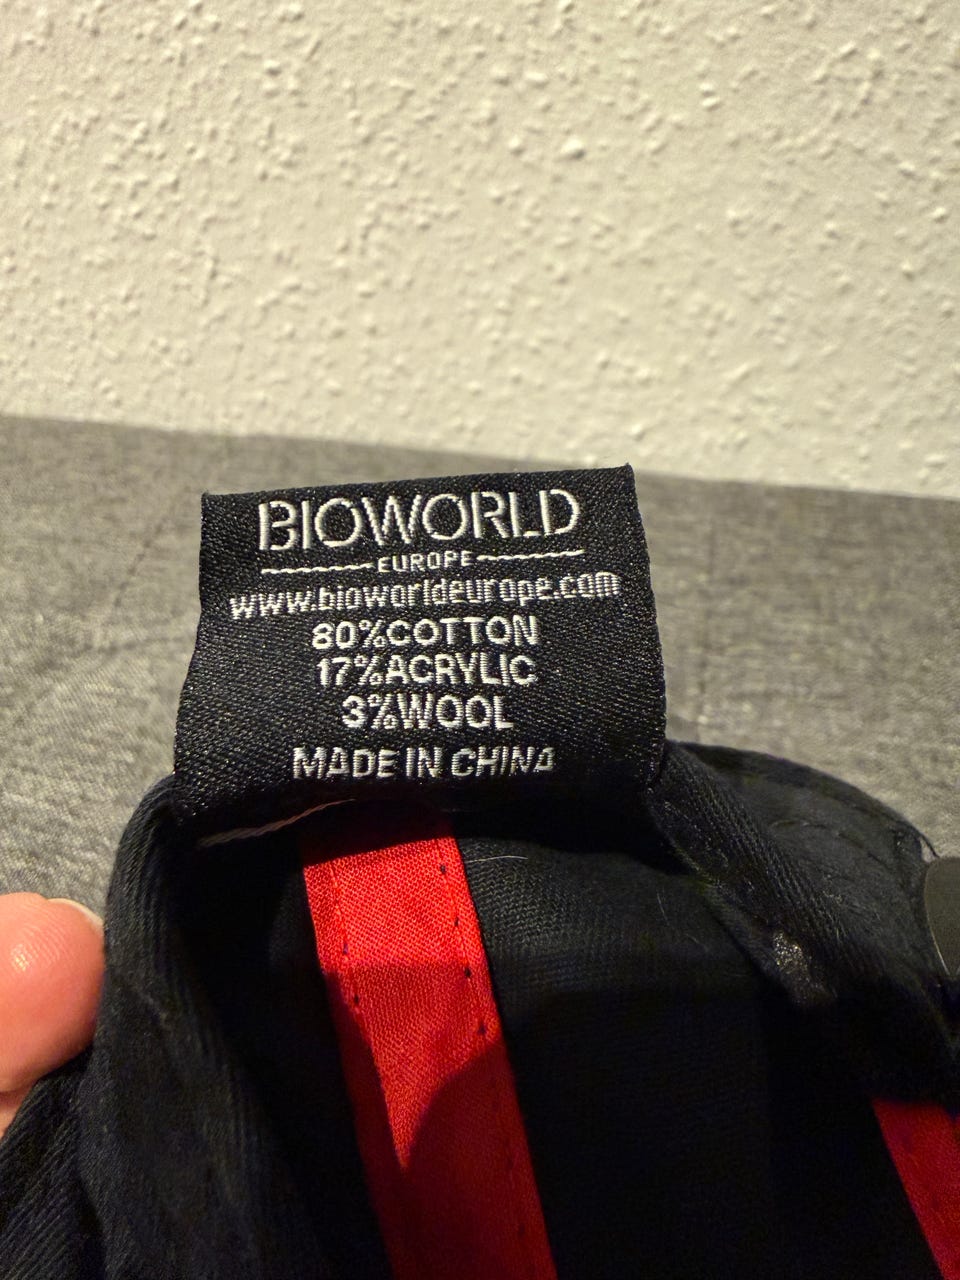 BIOWORLD
EUROPE
www.bioworldeurope.com
80%COTTON
17%ACRYLIC
3%WOOL
MADE IN CHINA